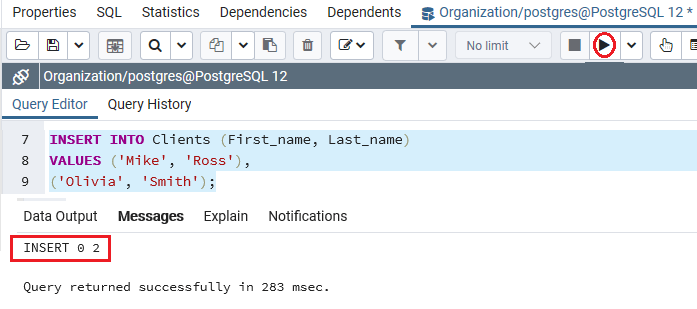 Properties SQL Statistics Dependencies Dependents Organization/postgres@PostgreSQL 12 *
No limit
Organization/postgres@PostgreSQL 12
Query Editor Query History
7 INSERT INTO Clients (First_name, Last_name)
8 VALUES ('Mike', 'Ross'),
9 ('Olivia', 'Smith');
Data Output Messages Explain Notifications
INSERT 0 2
Query returned successfully in 283 msec.